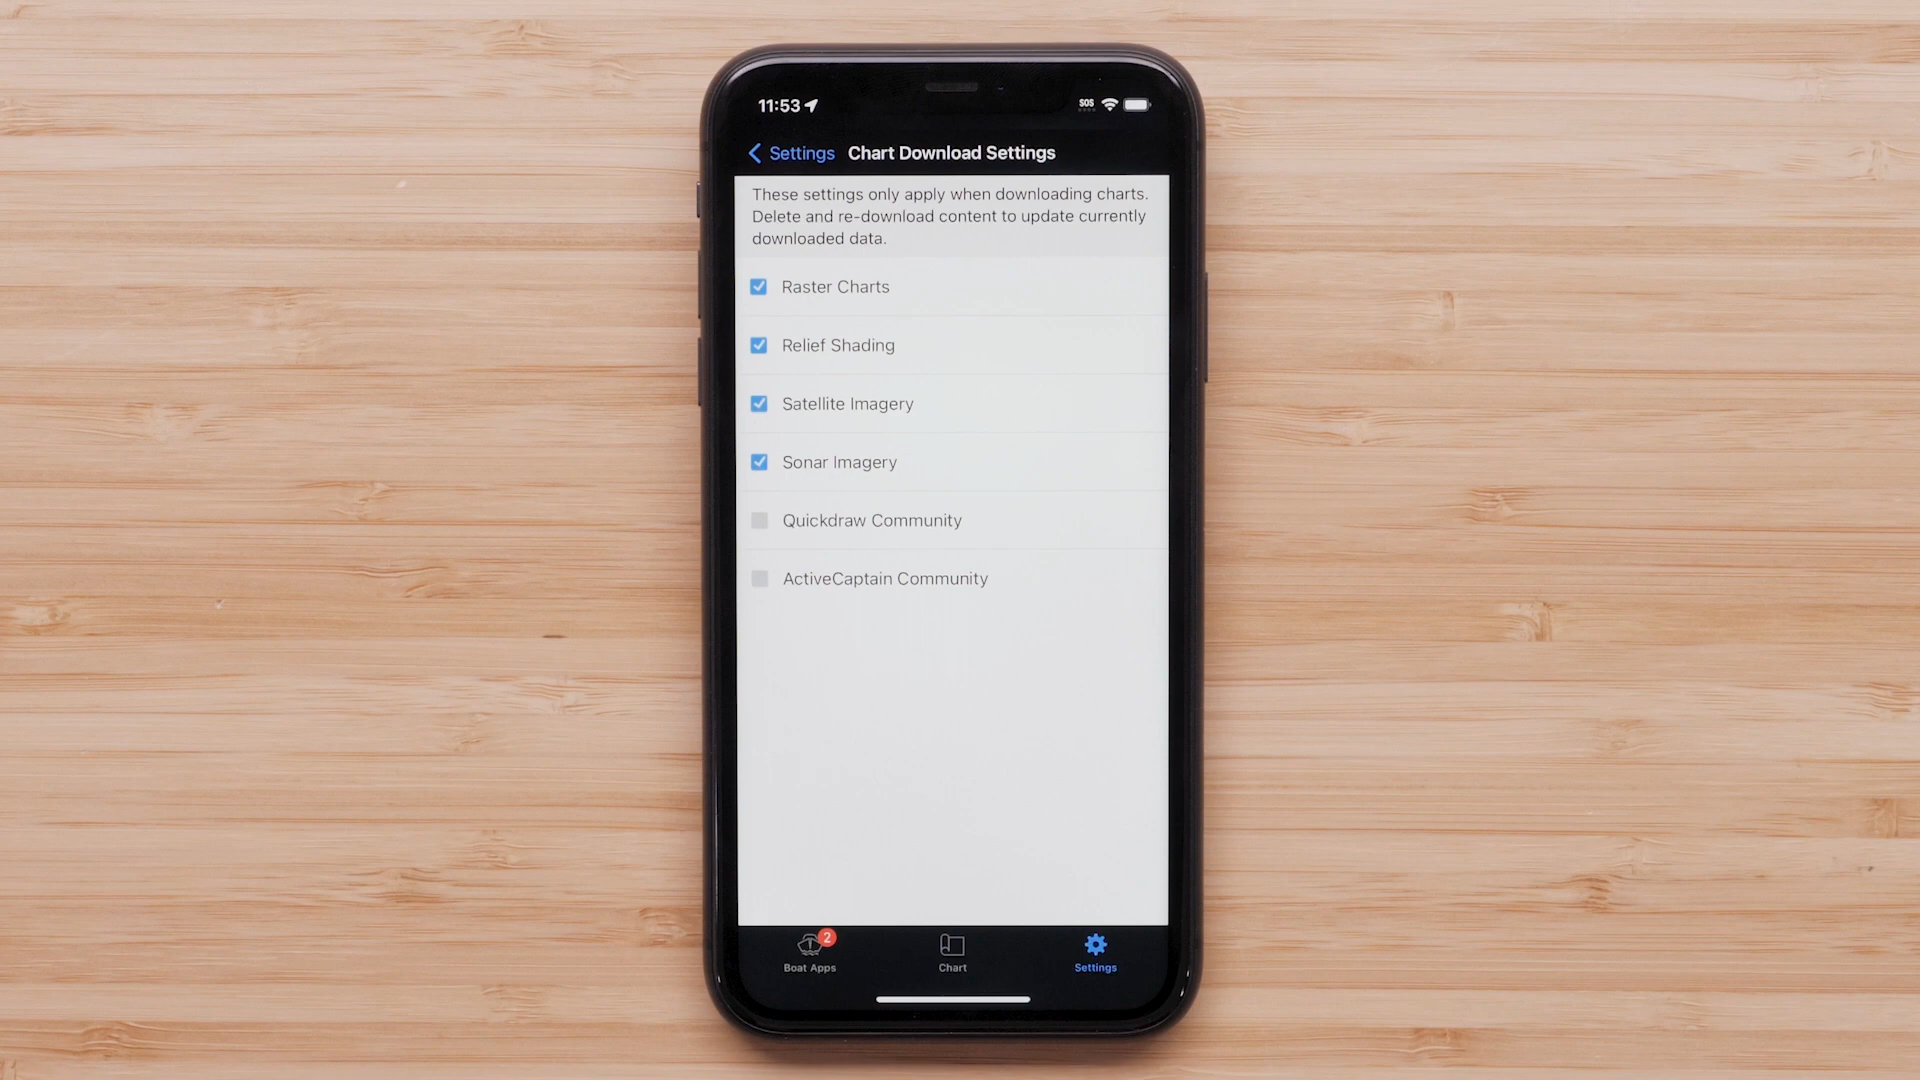 11:53
SOS
Settings
Chart Download Settings
These settings only apply when downloading charts.
Delete and re-download content to update currently
downloaded data.
Raster Charts
Relief Shading
Satellite Imagery
Sonar Imagery
Quickdraw Community
ActiveCaptain Community
2
Boat Apps
Chart
Settings